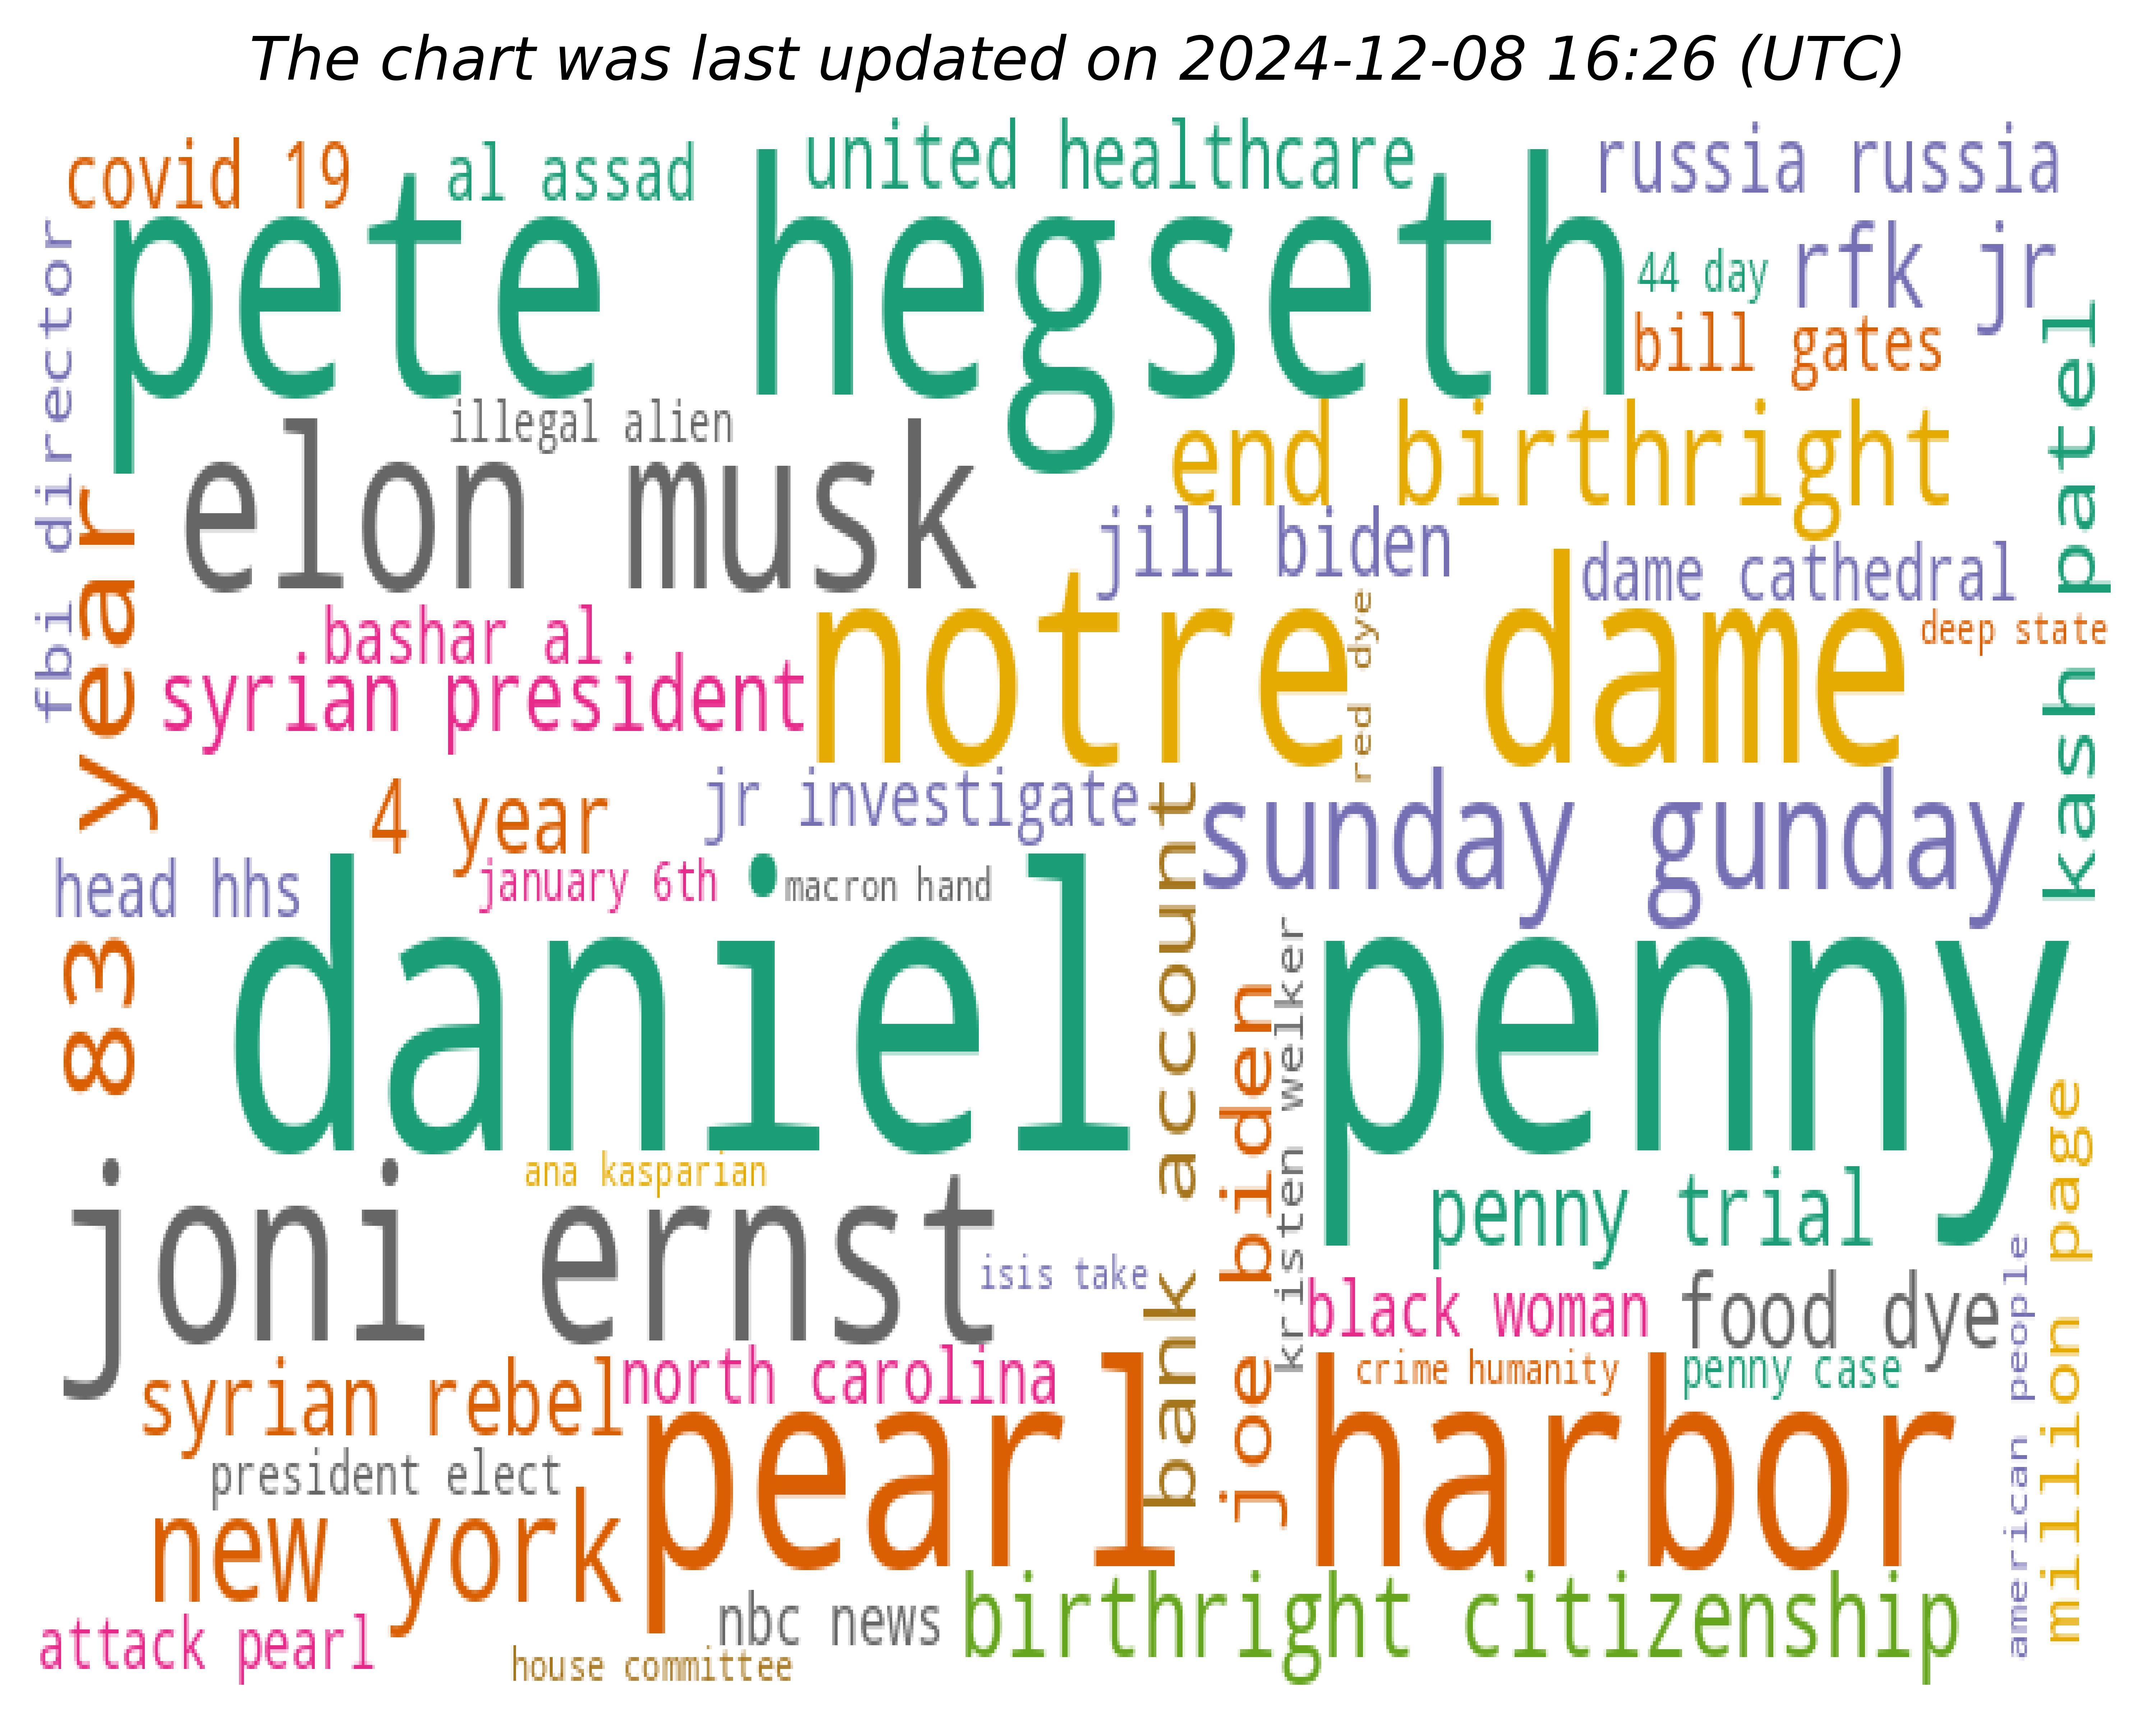 The chart was last updated on 2024-12-08 16:26 (UTC)
covid 19
al assad
united healthcare
russia russia
pete hegseth
44 day
rfk jr
bill gates
fbi director
illegal alien
elon musk
end birthright
kash patel
jill biden
dame cathedral
bashar al
syrian president
notre dame
red dye
deep state
83 year
4 year
jr investigate
sunday gunday
head hhs
january 6th
macron hand
bank account
daniel penny
joe biden
kristen welker
ana kasparian
joni ernst
penny trial
isis take
black woman
food dye
million page
american people
syrian rebel
north carolina
crime humanity
penny case
president elect
pearl harbor
new york
attack pearl
nbc news
birthright citizenship
house committee